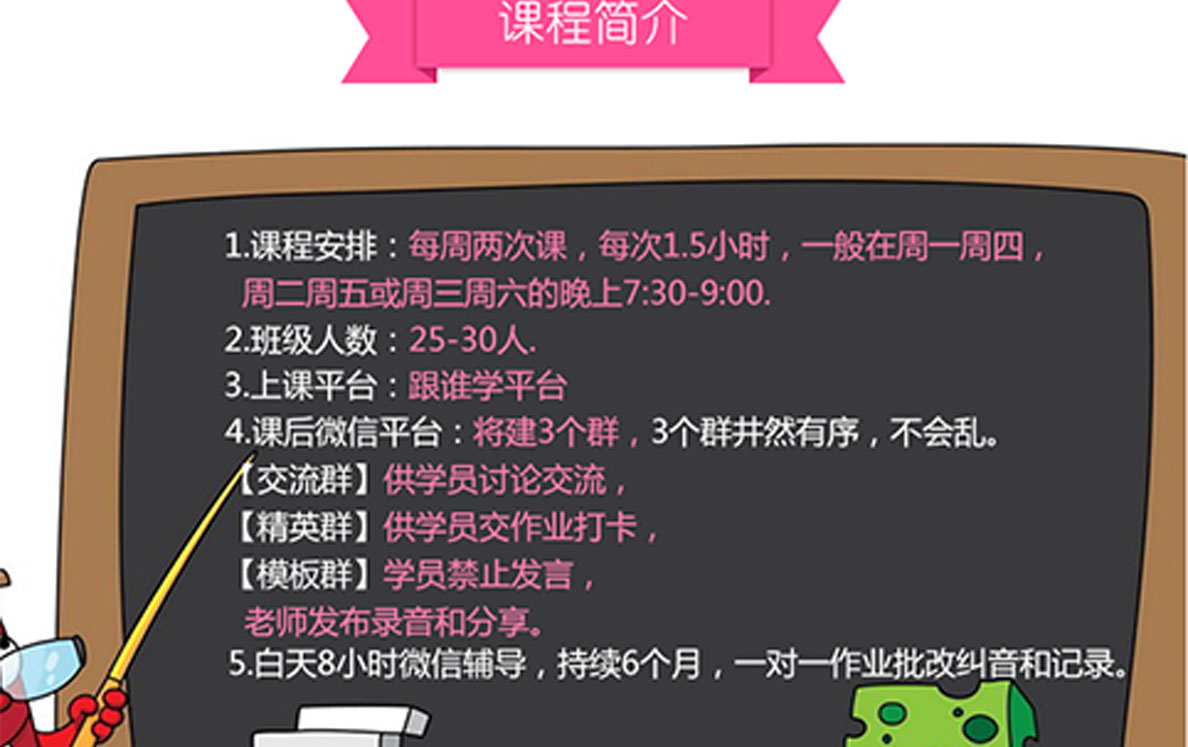 课程简介
1.课程安排：每周两次课，每次1.5小时，一般在周一周四，
周二周五或周三周六的晚上7:30-9:00.
2.班级人数：25-30人.
3.上课平台：跟谁学平台
4.课后微信平台：将建3个群，3个群井然有序，不会乱。
【交流群】供学员讨论交流，
【精英群】供学员交作业打卡，
【模板群】学员禁止发言，
老师发布录音和分享。
5.白天8小时微信辅导，持续6个月，一对一作业批改纠音和记录。